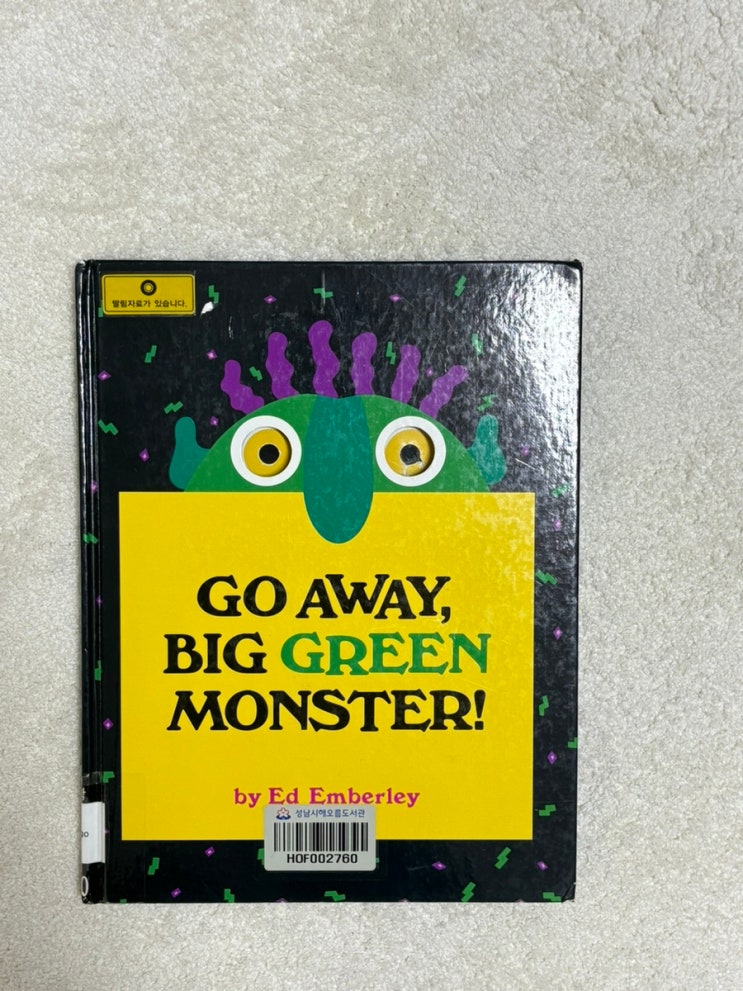 딸림자료가 있습니다.
GO AWAY,
BIG GREEN
MONSTER!
by Ed Emberley
성남시해오름도서관
HOF002760